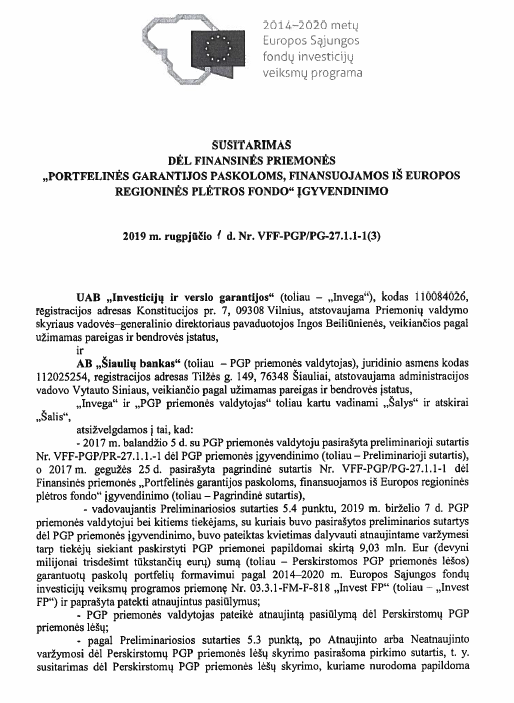 2014–2020 metų
Europos Sąjungos
fondų investicijų
veiksmų programa
SUSITARIMAS
DĖL FINANSINĖS PRIEMONĖS
„PORTFELINĖS GARANTIJOS PASKOLOMS, FINANSUOJAMOS IŠ EUROPOS
REGIONINĖS PLĖTROS FONDO“ ĮGYVENDINIMO
2019 m. rugpjūčio 1 d. Nr. VFF-PGP/PG-27.1.1-1(3)
UAB „Investicijų ir verslo garantijos“ (toliau – „Invega“), kodas 110084026,
registracijos adresas Konstitucijos pr. 7, 09308 Vilnius, atstovaujama Priemonių valdymo
skyriaus vadovės–generalinio direktoriaus pavaduotojos Ingos Beiliūnienės, veikiančios pagal
užimamas pareigas ir bendrovės įstatus,
ir
AB „Šiaulių bankas“ (toliau – PGP priemonės valdytojas), juridinio asmens kodas
112025254, registracijos adresas Tilžės g. 149, 76348 Šiauliai, atstovaujama administracijos
vadovo Vytauto Siniaus, veikiančio pagal užimamas pareigas ir bendrovės įstatus,
„Invega“ ir „PGP priemonės valdytojas“ toliau kartu vadinami „Šalys“ ir atskirai
„Šalis“,
atsižvelgdamos į tai, kad:
- 2017 m. balandžio 5 d. su PGP priemonės valdytoju pasirašyta preliminarioji sutartis
Nr. VFF-PGP/PR-27.1.1.-1 dėl PGP priemonės įgyvendinimo (toliau – Preliminarioji sutartis),
o 2017 m. gegužės 25 d. pasirašyta pagrindinė sutartis Nr. VFF-PGP/PG-27.1.1-1 dėl
Finansinės priemonės „Portfelinės garantijos paskoloms, finansuojamos iš Europos regioninės
plėtros fondo“ įgyvendinimo (toliau – Pagrindinė sutartis),
- vadovaujantis Preliminariosios sutarties 5.4 punktu, 2019 m. birželio 7 d. PGP
priemonės valdytojui bei kitiems tiekėjams, su kuriais buvo pasirašytos preliminarios sutartys
dėl PGP priemonės įgyvendinimo, buvo pateiktas kvietimas dalyvauti atnaujintame varžymesi
tarp tiekėjų siekiant paskirstyti PGP priemonei papildomai skirtą 9,03 mln. Eur (devyni
milijonai trisdešimt tūkstančių eurų) sumą (toliau – Perskirstomos PGP priemonės lėšos)
garantuotų paskolų portfelių formavimui pagal 2014–2020 m. Europos Sąjungos fondų
investicijų veiksmų programos priemonę Nr. 03.3.1-FM-F-818 „Invest FP“ (toliau – „Invest
FP“) ir paprašyta patekti atnaujintus pasiūlymus;
- PGP priemonės valdytojas pateikė atnaujintą pasiūlymą dėl Perskirstomų PGP
priemonės lėšų;
- pagal Preliminariosios sutarties 5.3 punktą, po Atnaujinto arba Neatnaujinto
varžymosi dėl Perskirstomų PGP priemonės lėšų skyrimo pasirašoma pirkimo sutartis, t. y.
susitarimas dėl Perskirstomų PGP priemonės lėšų skyrimo, kuriame nurodoma papildoma